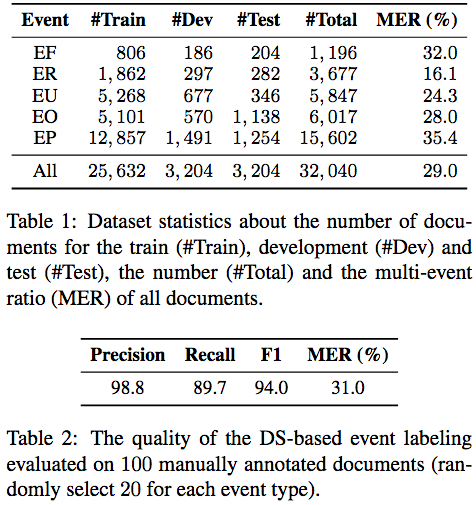 Event #Train #Dev #Test #Total MER (%)
EF 806 186 204 1,196 32.0
ER 1,862 297 282 3,677 16.1
EU 5,268 677 346 5,847 24.3
EO 5,101 570 1,138 6,017 28.0
EP 12,857 1,491 1,254 15,602 35.4
All 25,632 3,204 3,204 32,040 29.0
Table 1: Dataset statistics about the number of docu-
ments for the train (#Train), development (#Dev) and
test (#Test), the number (#Total) and the multi-event
ratio (MER) of all documents.
Precision Recall F1 MER (%)
98.8 89.7 94.0 31.0
Table 2: The quality of the DS-based event labeling
evaluated on 100 manually annotated documents (ran-
domly select 20 for each event type).